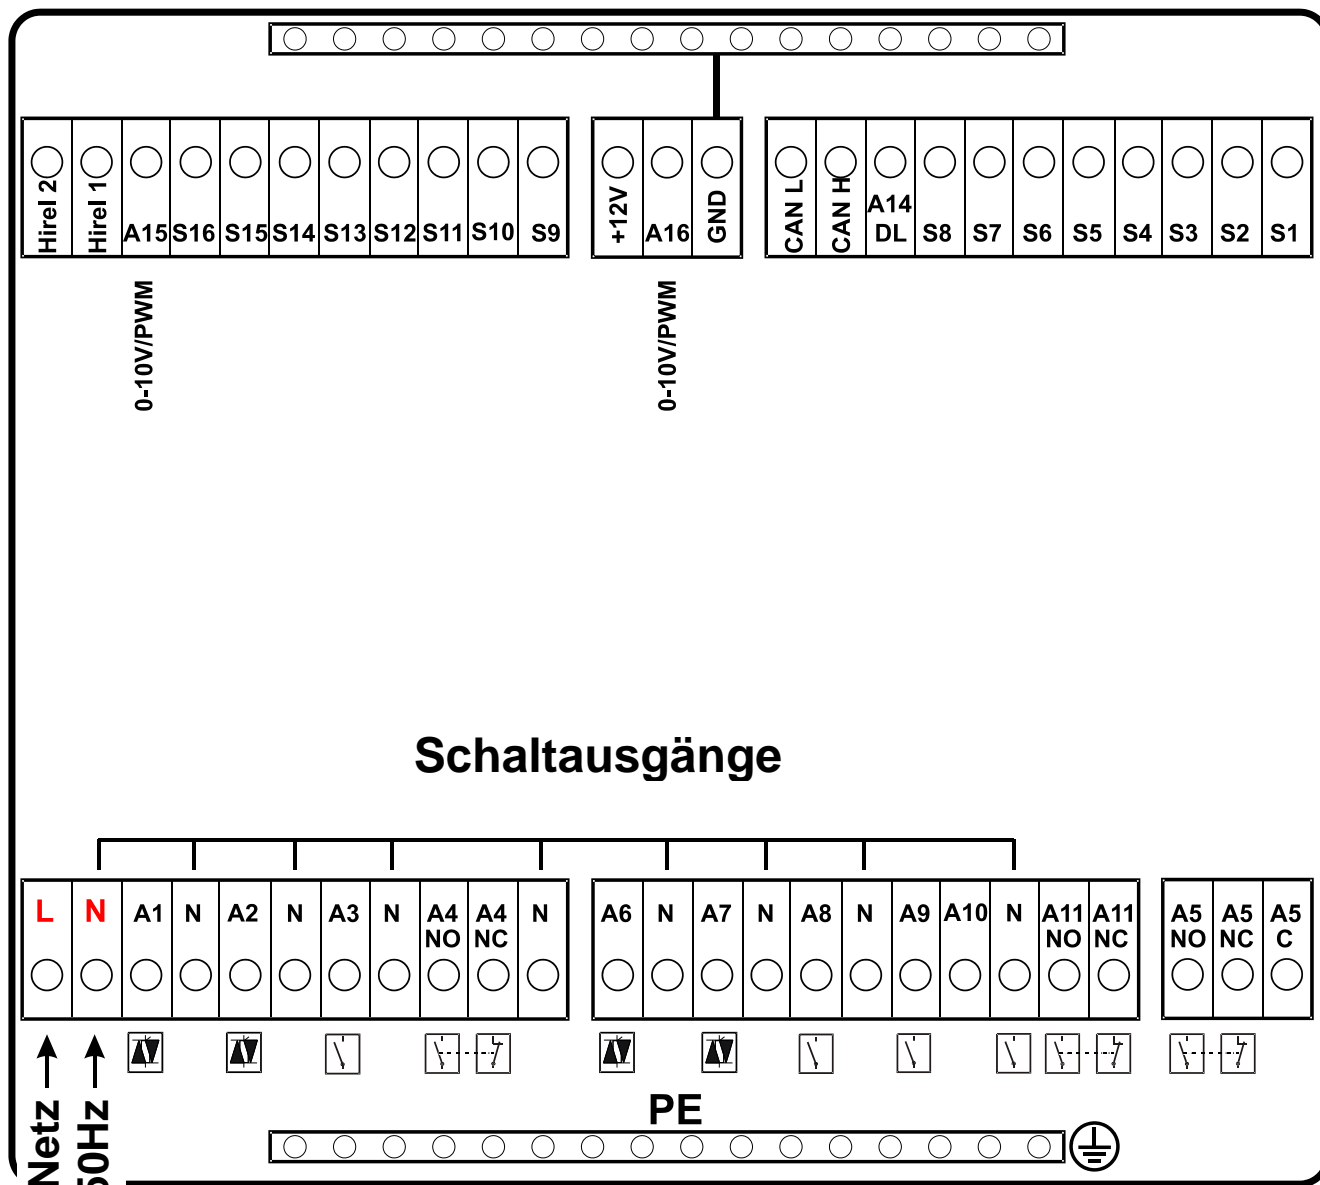 Hirel 2 Hirel 1 A15 S16 S15 S14 S13 S12 S11 S10 S9
+12V A16 GND
CAN L CAN H A14 DL S8 S7 S6 S5 S4 S3 S2 S1
0-10V/PWM 0-10V/PWM
Schaltausgänge
L N A1 N A2 N A3 N A4 NO A4 NC N
A6 N A7 N A8 N A9 A10 N A11 NO A11 NC
A5 NO A5 NC A5 C
Netz
50Hz
PE